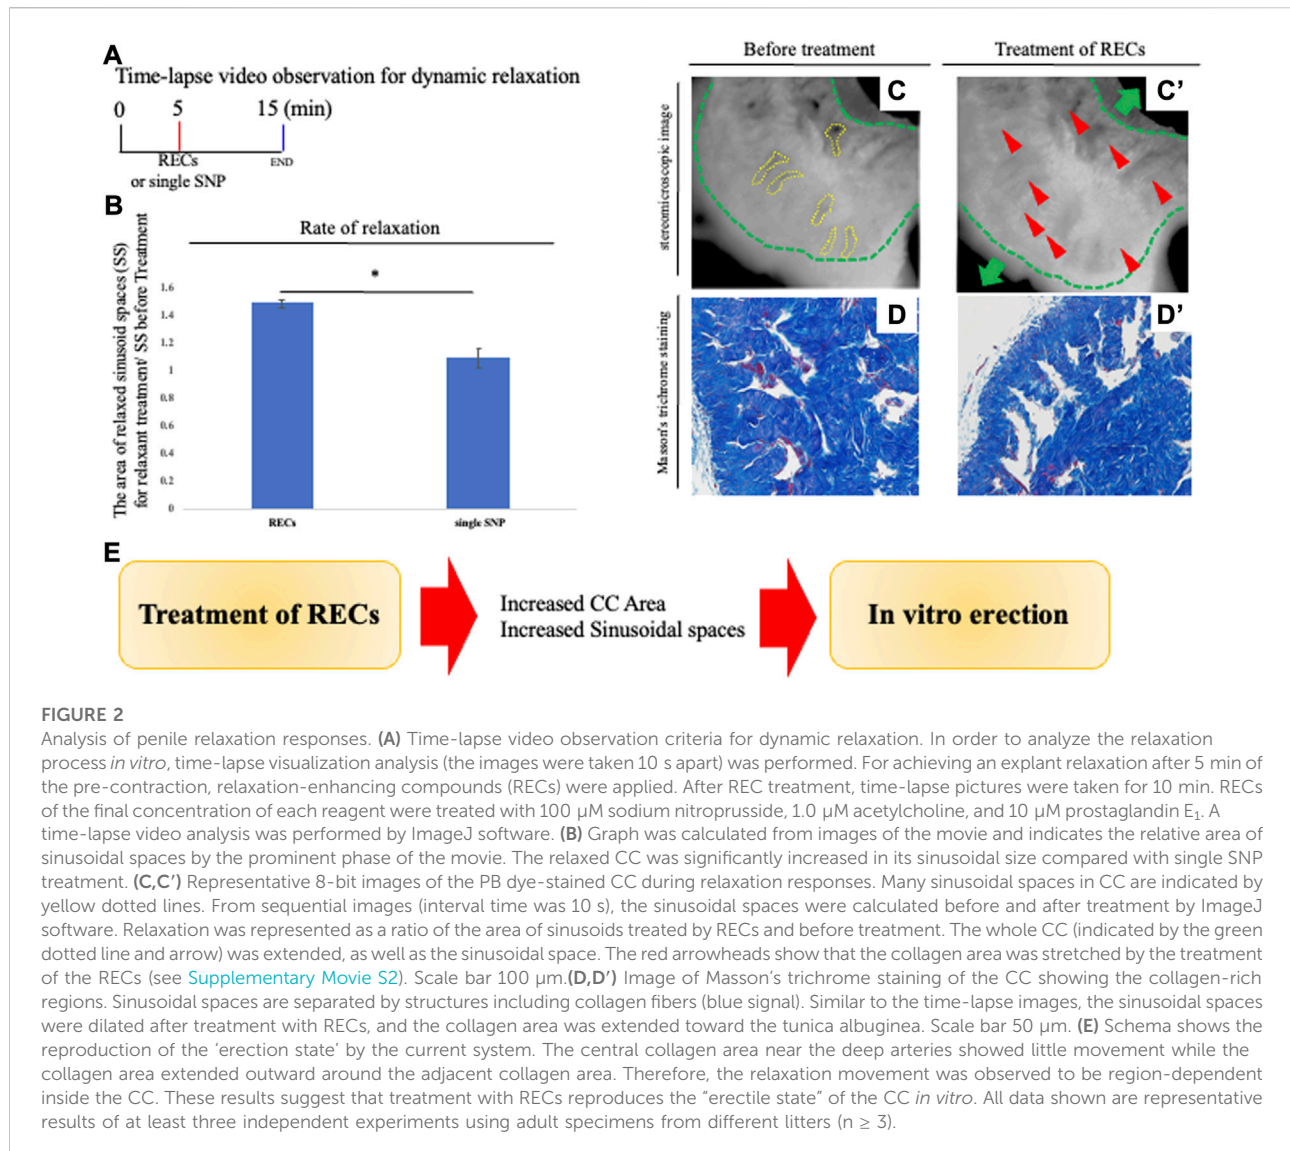 A
Time-lapse video observation for dynamic relaxation
0 5 15 (min)
RECs
or single SNP
END
B
Rate of relaxation
*
The area of relaxed sinusoid spaces (SS)
for relaxant treatment/ SS before Treatment
1.6
1.4
1.2
1
0.8
0.6
0.4
0.2
0
RECs single SNP
Before treatment Treatment of RECs
stereomicroscopic image
C C’
Masson's trichrome staining
D D’
E
Treatment of RECs
Increased CC Area
Increased Sinusoidal spaces
In vitro erection
FIGURE 2
Analysis of penile relaxation responses. (A) Time-lapse video observation criteria for dynamic relaxation. In order to analyze the relaxation
process in vitro, time-lapse visualization analysis (the images were taken 10 s apart) was performed. For achieving an explant relaxation after 5 min of
the pre-contraction, relaxation-enhancing compounds (RECs) were applied. After REC treatment, time-lapse pictures were taken for 10 min. RECs
of the final concentration of each reagent were treated with 100 µM sodium nitroprusside, 1.0 µM acetylcholine, and 10 µM prostaglandin E₁. A
time-lapse video analysis was performed by ImageJ software. (B) Graph was calculated from images of the movie and indicates the relative area of
sinusoidal spaces by the prominent phase of the movie. The relaxed CC was significantly increased in its sinusoidal size compared with single SNP
treatment. (C,C’) Representative 8-bit images of the PB dye-stained CC during relaxation responses. Many sinusoidal spaces in CC are indicated by
yellow dotted lines. From sequential images (interval time was 10 s), the sinusoidal spaces were calculated before and after treatment by ImageJ
software. Relaxation was represented as a ratio of the area of sinusoids treated by RECs and before treatment. The whole CC (indicated by the green
dotted line and arrow) was extended, as well as the sinusoidal space. The red arrowheads show that the collagen area was stretched by the treatment
of the RECs (see Supplementary Movie S2). Scale bar 100 µm.(D,D’) Image of Masson's trichrome staining of the CC showing the collagen-rich
regions. Sinusoidal spaces are separated by structures including collagen fibers (blue signal). Similar to the time-lapse images, the sinusoidal spaces
were dilated after treatment with RECs, and the collagen area was extended toward the tunica albuginea. Scale bar 50 µm. (E) Schema shows the
reproduction of the ‘erection state’ by the current system. The central collagen area near the deep arteries showed little movement while the
collagen area extended outward around the adjacent collagen area. Therefore, the relaxation movement was observed to be region-dependent
inside the CC. These results suggest that treatment with RECs reproduces the “erectile state” of the CC in vitro. All data shown are representative
results of at least three independent experiments using adult specimens from different litters (n ≥ 3).